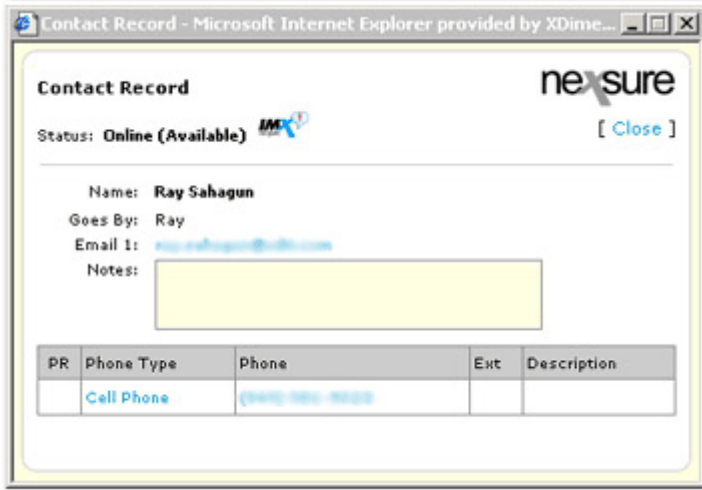 Contact Record - Microsoft Internet Explorer provided by XDime...
Contact Record
nexsure
Status: Online (Available) IMX
[ Close ]
Name: Ray Sahagun
Goes By: Ray
Email 1:
Notes:
PR Phone Type Phone Ext Description
Cell Phone